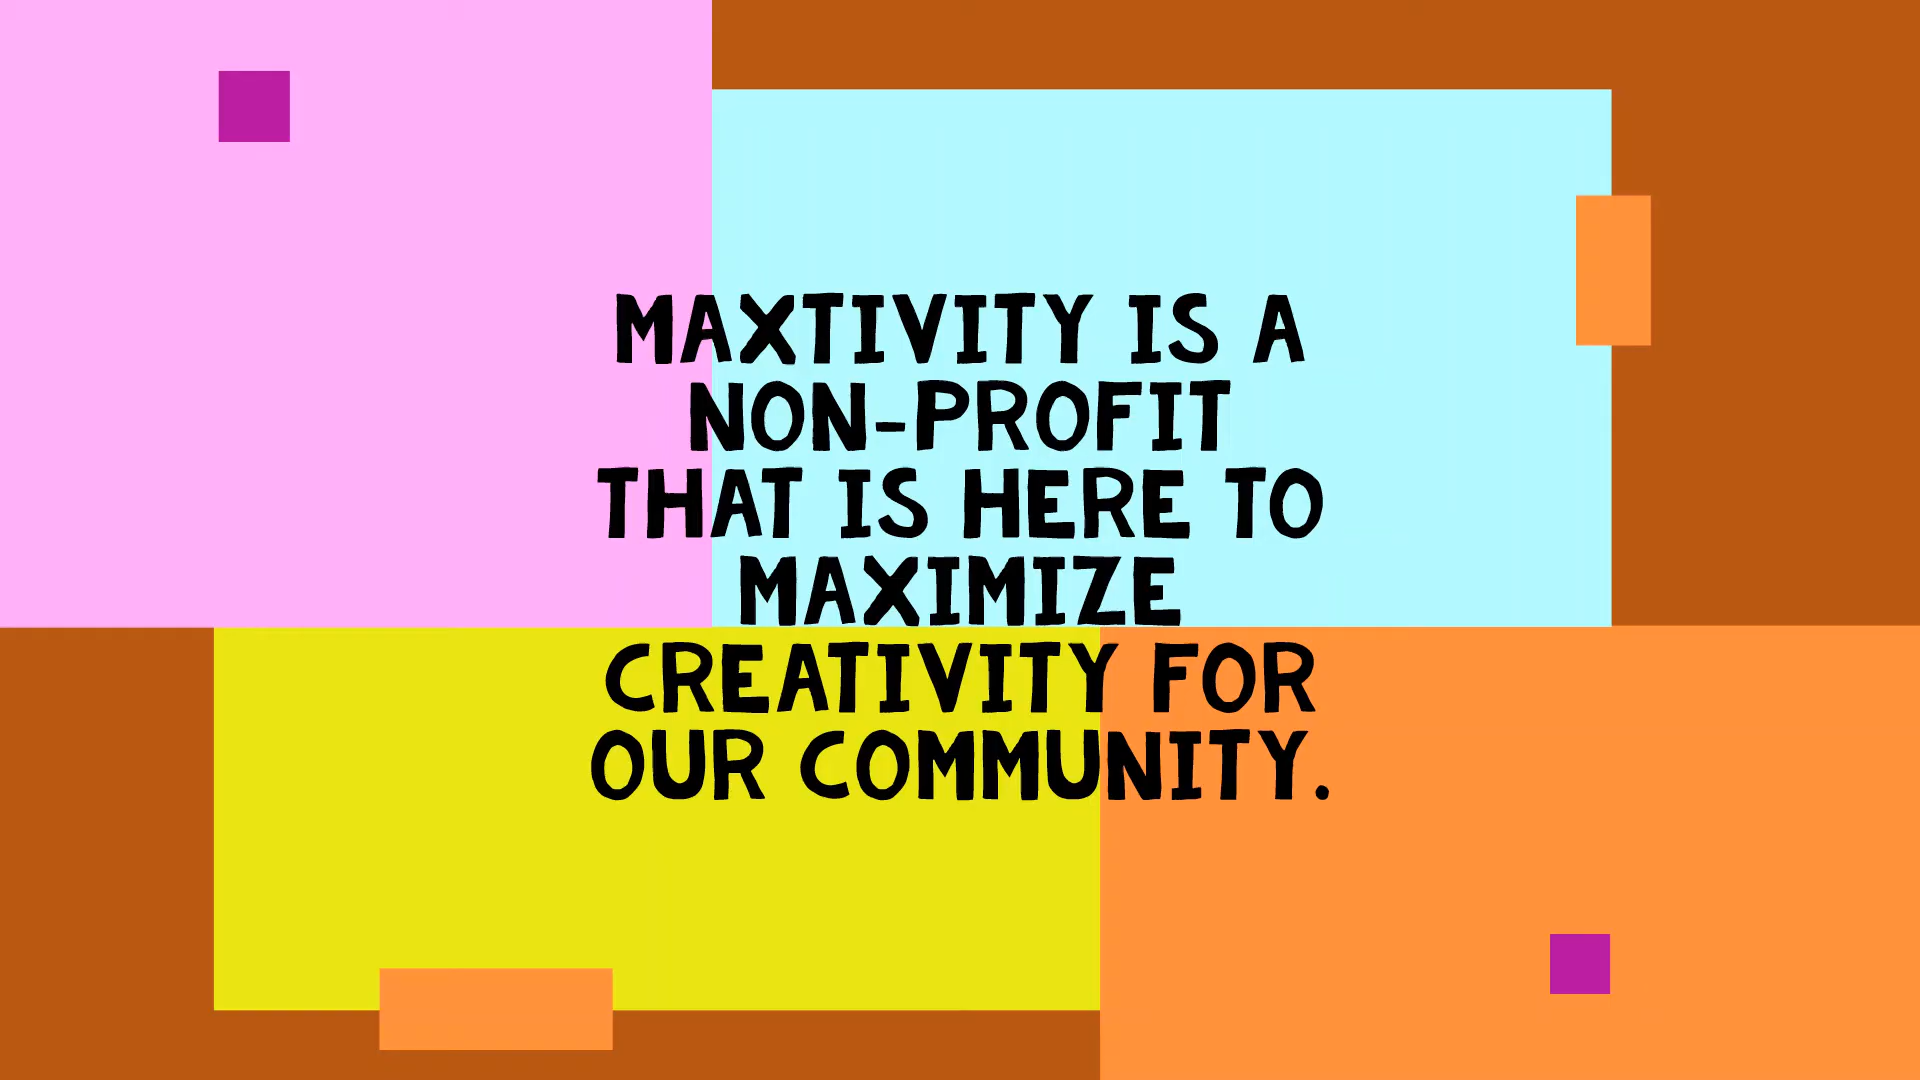 MAXTIVITY IS A
NON-PROFIT
THAT IS HERE TO
MAXIMIZE
CREATIVITY FOR
OUR COMMUNITY.